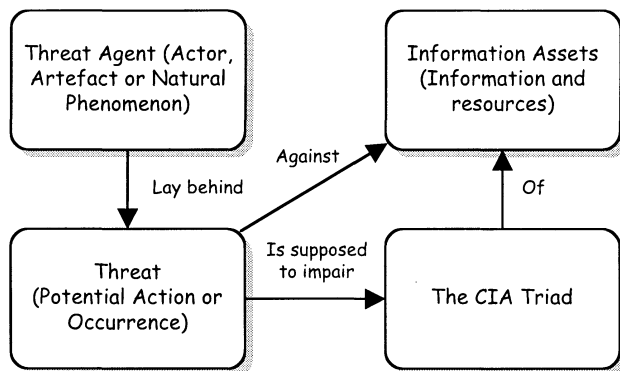 Threat Agent (Actor,
Artefact or Natural
Phenomenon)
Information Assets
(Information and
resources)
Against
Lay behind
Of
Is supposed
to impair
Threat
(Potential Action or
Occurrence)
The CIA Triad